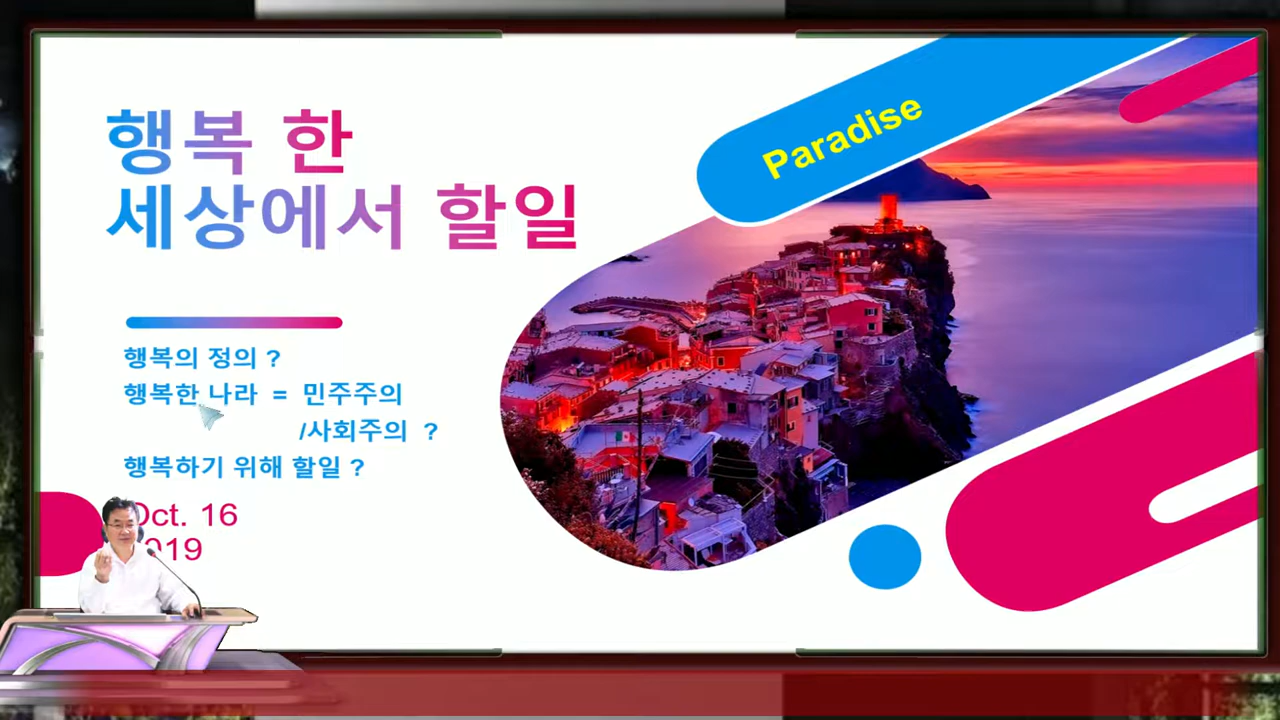 행복 한
세상에서 할일
Paradise
행복의 정의 ?
행복한 나라 = 민주주의
/사회주의 ?
행복하기 위해 할일 ?
Oct. 16
019